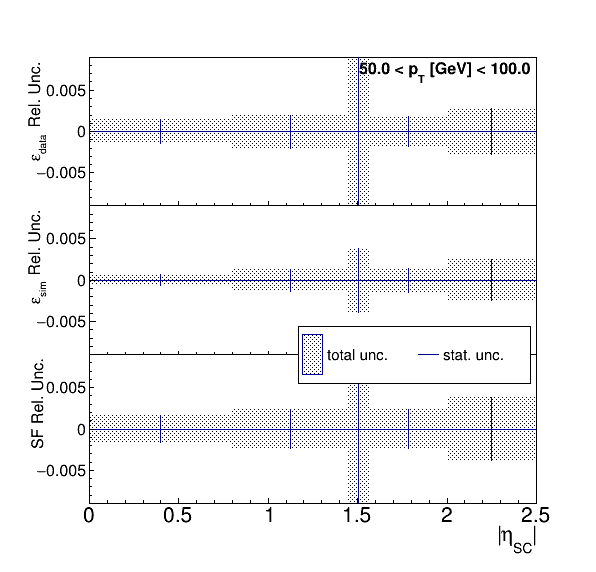 50.0 < p_T [GeV] < 100.0
ε_data Rel. Unc.
0.005
0
−0.005
ε_sim Rel. Unc.
0.005
0
−0.005
total unc. stat. unc.
SF Rel. Unc.
0.005
0
−0.005
0 0.5 1 1.5 2 2.5
|η_SC|